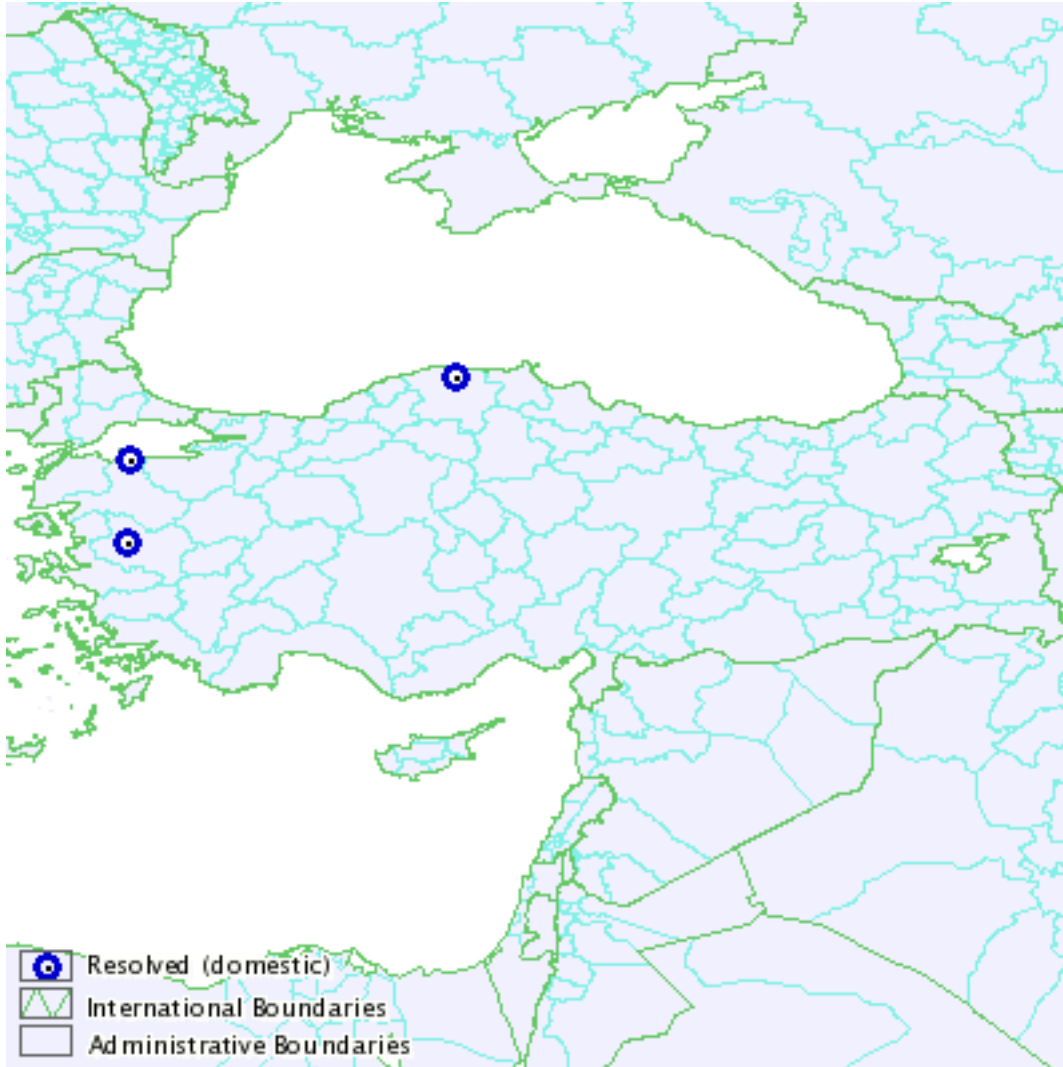 Resolved (domestic)
International Boundaries
Administrative Boundaries